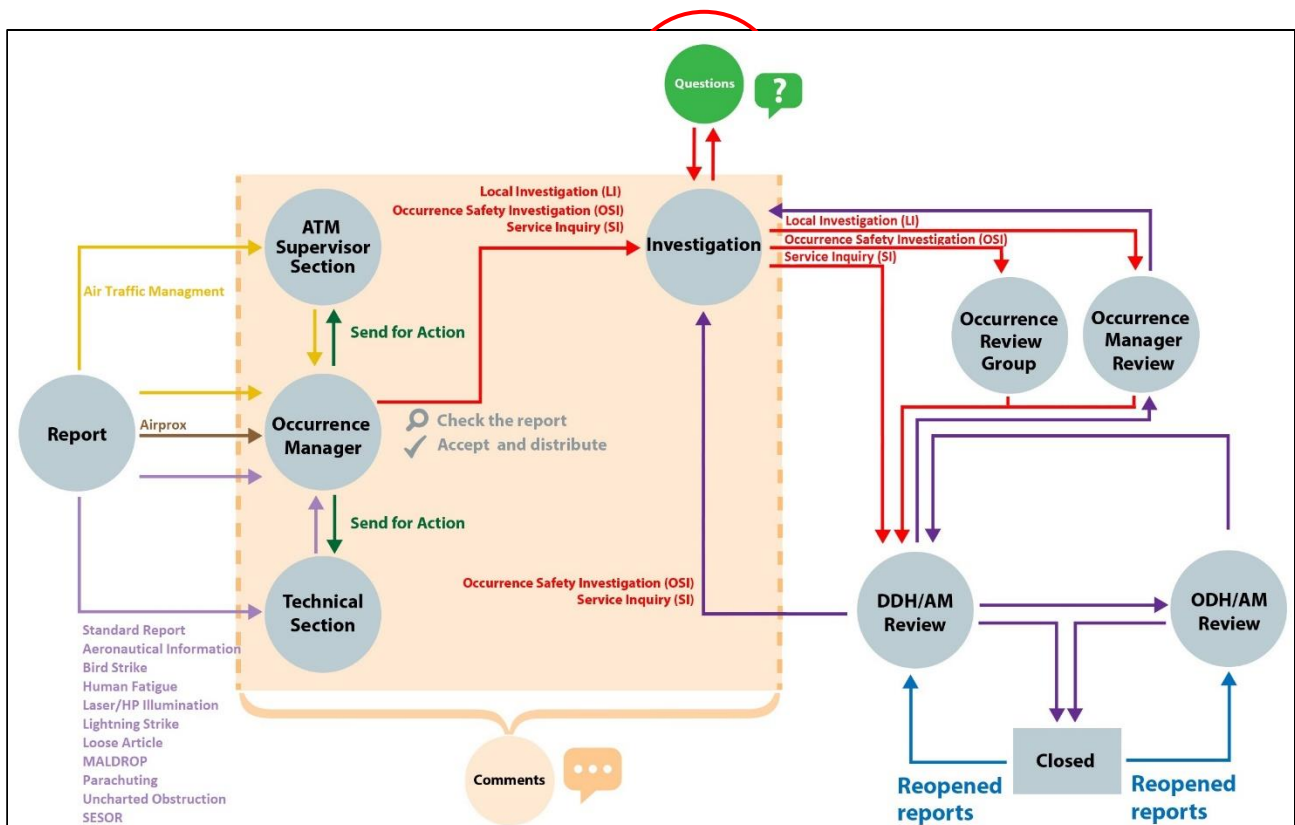 Questions
?
Local Investigation (LI)
Occurrence Safety Investigation (OSI)
Service Inquiry (SI)
ATM
Supervisor
Section
Investigation
Local Investigation (LI)
Occurrence Safety Investigation (OSI)
Service Inquiry (SI)
Air Traffic Managment
Send for Action
Occurrence
Review
Group
Occurrence
Manager
Review
Report
Airprox
Occurrence
Manager
Check the report
Accept and distribute
Send for Action
Technical
Section
Occurrence Safety Investigation (OSI)
Service Inquiry (SI)
DDH/AM
Review
ODH/AM
Review
Standard Report
Aeronautical Information
Bird Strike
Human Fatigue
Laser/HP Illumination
Lightning Strike
Loose Article
MALDROP
Parachuting
Uncharted Obstruction
SESOR
Comments
Closed
Reopened
reports
Reopened
reports